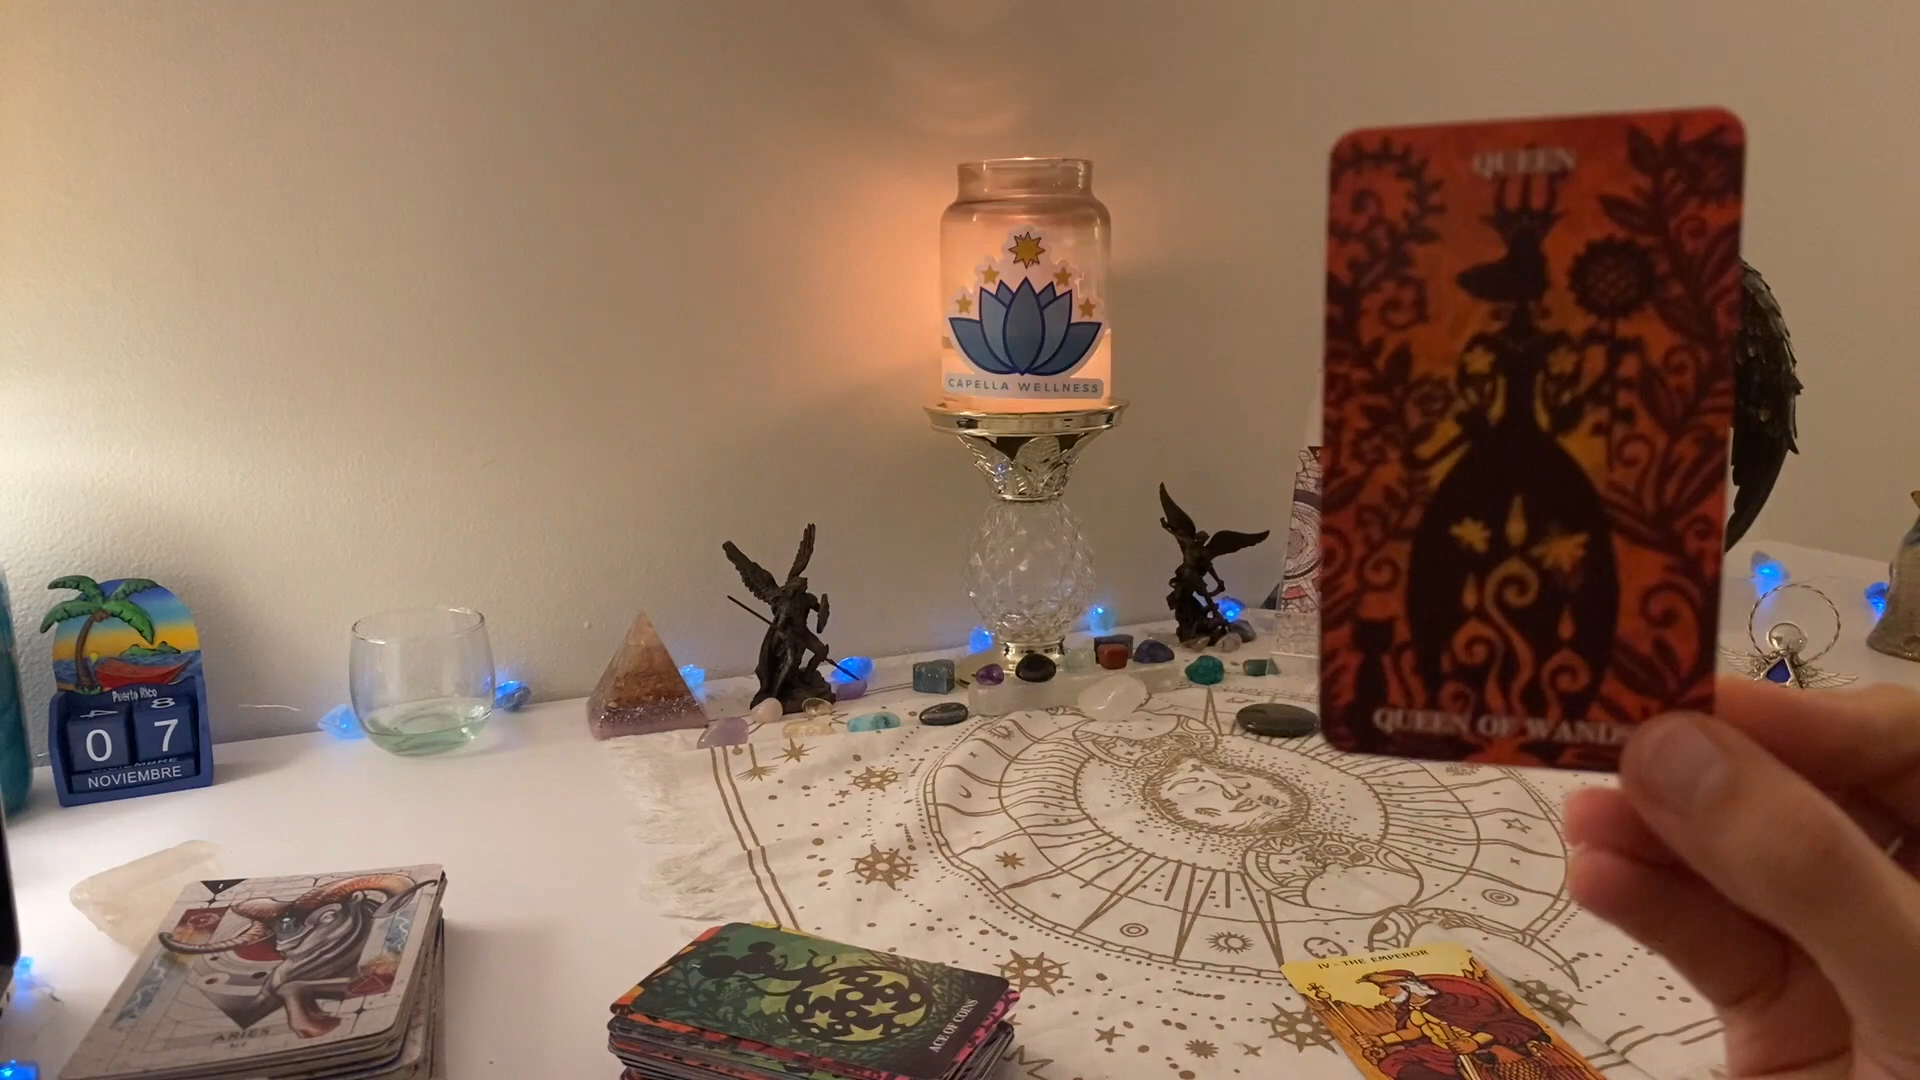 QUEEN
QUEEN OF WANDS
CAPELLA WELLNESS
Puerto Rico
0 7
NOVIEMBRE
ARIES
ACE OF COINS
IV - THE EMPEROR